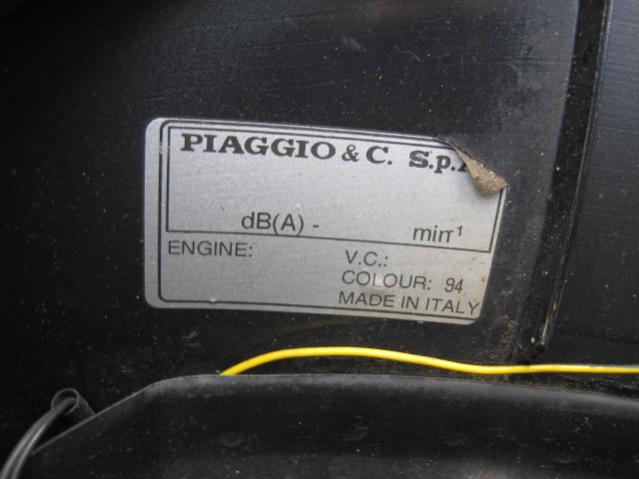 PIAGGIO & C. S.p.A
dB(A) - min⁻¹
ENGINE: V.C.:
COLOUR: 94
MADE IN ITALY